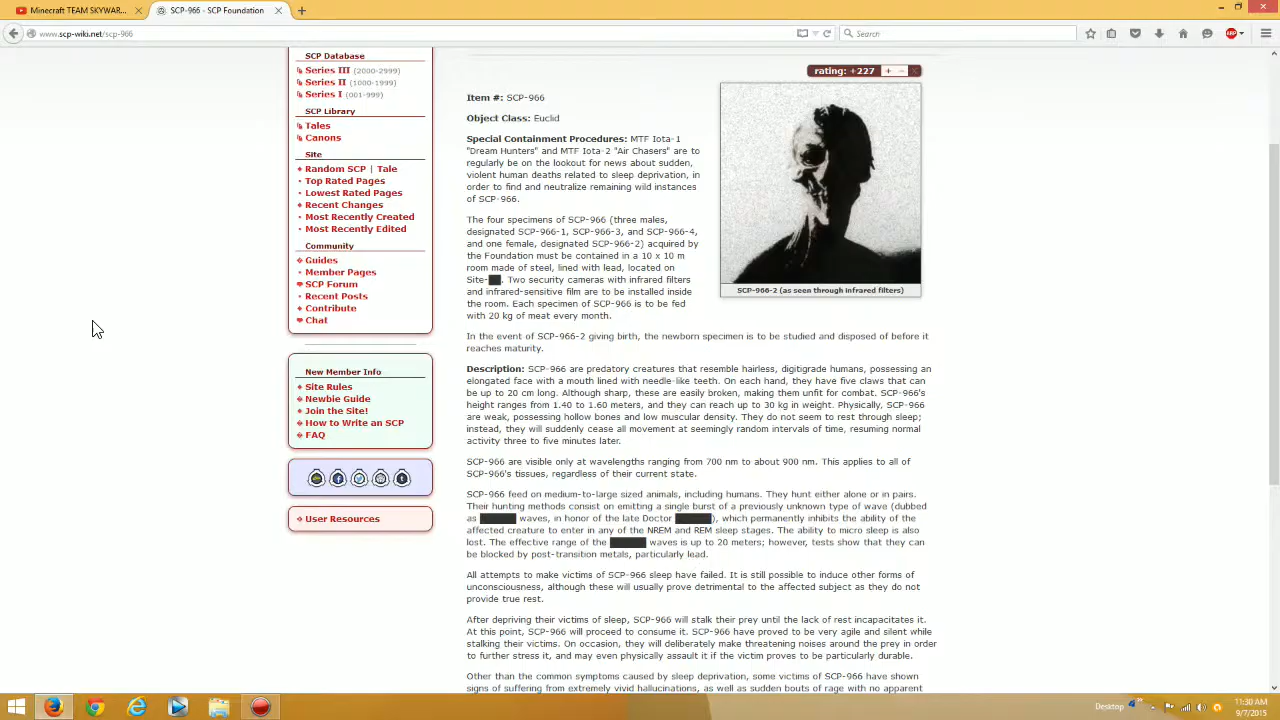 Minecraft TEAM SKYWAR...
SCP-966 - SCP Foundation
www.scp-wiki.net/scp-966
Search
ABP
SCP Database
Series III (2000-2999)
Series II (1000-1999)
Series I (001-999)
SCP Library
Tales
Canons
Site
Random SCP | Tale
Top Rated Pages
Lowest Rated Pages
Recent Changes
Most Recently Created
Most Recently Edited
Community
Guides
Member Pages
SCP Forum
Recent Posts
Contribute
Chat
New Member Info
Site Rules
Newbie Guide
Join the Site!
How to Write an SCP
FAQ
User Resources
rating: +227 + – X
Item #: SCP-966
Object Class: Euclid
Special Containment Procedures: MTF Iota-1
"Dream Hunters" and MTF Iota-2 "Air Chasers" are to
regularly be on the lookout for news about sudden,
violent human deaths related to sleep deprivation, in
order to find and neutralize remaining wild instances
of SCP-966.
The four specimens of SCP-966 (three males,
designated SCP-966-1, SCP-966-3, and SCP-966-4,
and one female, designated SCP-966-2) acquired by
the Foundation must be contained in a 10 x 10 m
room made of steel, lined with lead, located on
Site-██. Two security cameras with infrared filters
and infrared-sensitive film are to be installed inside
the room. Each specimen of SCP-966 is to be fed
with 20 kg of meat every month.
SCP-966-2 (as seen through infrared filters)
In the event of SCP-966-2 giving birth, the newborn specimen is to be studied and disposed of before it
reaches maturity.
Description: SCP-966 are predatory creatures that resemble hairless, digitigrade humans, possessing an
elongated face with a mouth lined with needle-like teeth. On each hand, they have five claws that can
be up to 20 cm long. Although sharp, these are easily broken, making them unfit for combat. SCP-966's
height ranges from 1.40 to 1.60 meters, and they can reach up to 30 kg in weight. Physically, SCP-966
are weak, possessing hollow bones and low muscular density. They do not seem to rest through sleep;
instead, they will suddenly cease all movement at seemingly random intervals of time, resuming normal
activity three to five minutes later.
SCP-966 are visible only at wavelengths ranging from 700 nm to about 900 nm. This applies to all of
SCP-966's tissues, regardless of their current state.
SCP-966 feed on medium-to-large sized animals, including humans. They hunt either alone or in pairs.
Their hunting methods consist on emitting a single burst of a previously unknown type of wave (dubbed
as ██████ waves, in honor of the late Doctor ██████), which permanently inhibits the ability of the
affected creature to enter in any of the NREM and REM sleep stages. The ability to micro sleep is also
lost. The effective range of the ██████ waves is up to 20 meters; however, tests show that they can
be blocked by post-transition metals, particularly lead.
All attempts to make victims of SCP-966 sleep have failed. It is still possible to induce other forms of
unconsciousness, although these will usually prove detrimental to the affected subject as they do not
provide true rest.
After depriving their victims of sleep, SCP-966 will stalk their prey until the lack of rest incapacitates it.
At this point, SCP-966 will proceed to consume it. SCP-966 have proved to be very agile and silent while
stalking their victims. On occasion, they will deliberately make threatening noises around the prey in order
to further stress it, and may even physically assault it if the victim proves to be particularly durable.
Other than the common symptoms caused by sleep deprivation, some victims of SCP-966 have shown
signs of suffering from extremely vivid hallucinations, as well as sudden bouts of rage with no apparent
Desktop
11:30 AM
9/7/2015